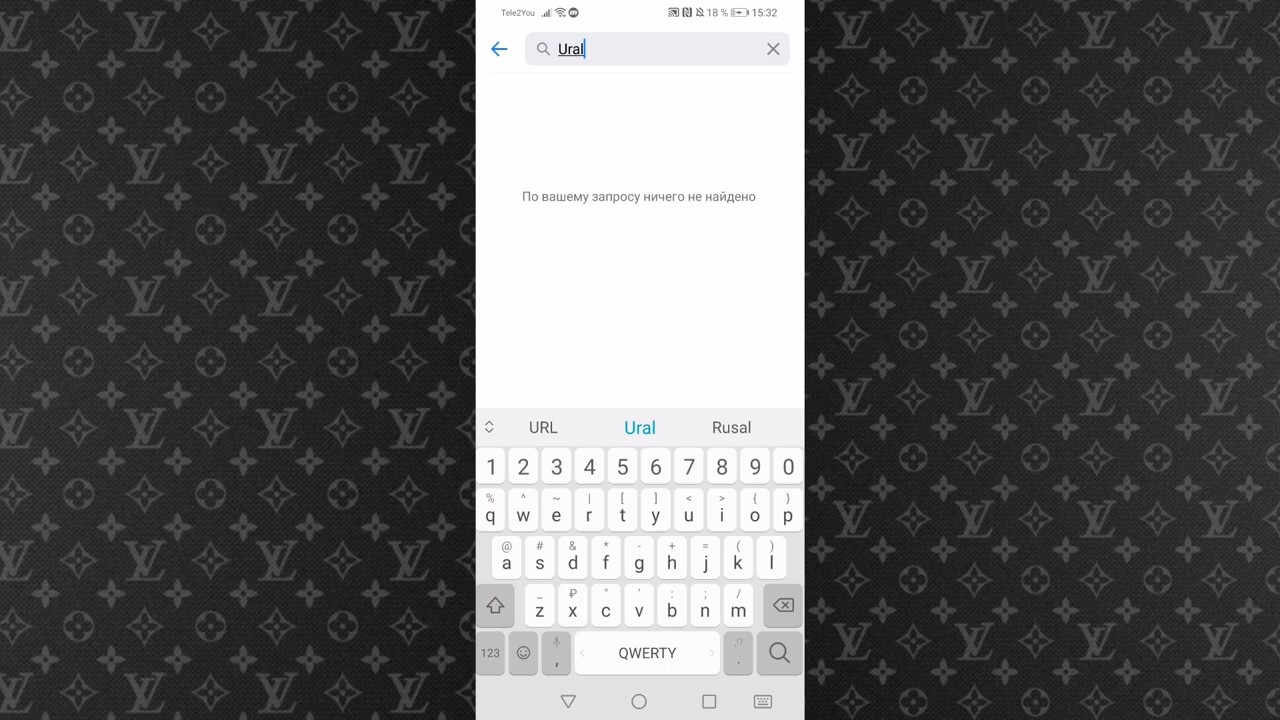 Tele2You 18 % 15:32
Ural
По вашему запросу ничего не найдено
URL Ural Rusal
1 2 3 4 5 6 7 8 9 0
% ^ ~ | [ ] < > { }
q w e r t y u i o p
@ # & * - + = ( )
a s d f g h j k l
_ ₽ ° ' : ; /
z x c v b n m
123 , QWERTY ,!? .